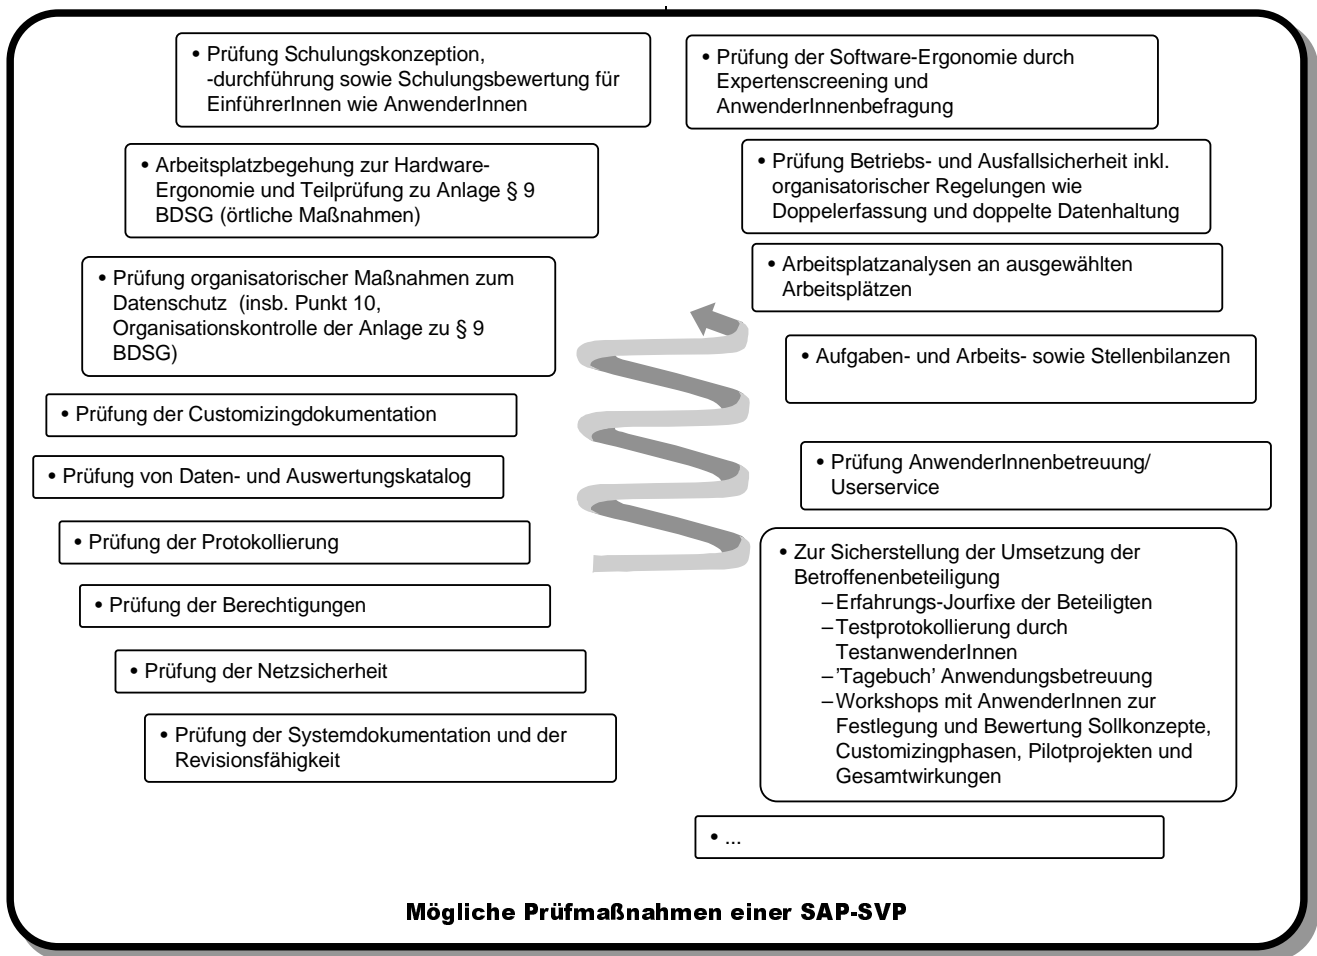 • Prüfung Schulungskonzeption,
-durchführung sowie Schulungsbewertung für
EinführerInnen wie AnwenderInnen
• Arbeitsplatzbegehung zur Hardware-
Ergonomie und Teilprüfung zu Anlage § 9
BDSG (örtliche Maßnahmen)
• Prüfung organisatorischer Maßnahmen zum
Datenschutz (insb. Punkt 10,
Organisationskontrolle der Anlage zu § 9
BDSG)
• Prüfung der Customizingdokumentation
• Prüfung von Daten- und Auswertungskatalog
• Prüfung der Protokollierung
• Prüfung der Berechtigungen
• Prüfung der Netzsicherheit
• Prüfung der Systemdokumentation und der
Revisionsfähigkeit
• Prüfung der Software-Ergonomie durch
Expertenscreening und
AnwenderInnenbefragung
• Prüfung Betriebs- und Ausfallsicherheit inkl.
organisatorischer Regelungen wie
Doppelerfassung und doppelte Datenhaltung
• Arbeitsplatzanalysen an ausgewählten
Arbeitsplätzen
• Aufgaben- und Arbeits- sowie Stellenbilanzen
• Prüfung AnwenderInnenbetreuung/
Userservice
• Zur Sicherstellung der Umsetzung der
Betroffenenbeteiligung
–Erfahrungs-Jourfixe der Beteiligten
–Testprotokollierung durch
TestanwenderInnen
–’Tagebuch’ Anwendungsbetreuung
–Workshops mit AnwenderInnen zur
Festlegung und Bewertung Sollkonzepte,
Customizingphasen, Pilotprojekten und
Gesamtwirkungen
• ...
Mögliche Prüfmaßnahmen einer SAP-SVP